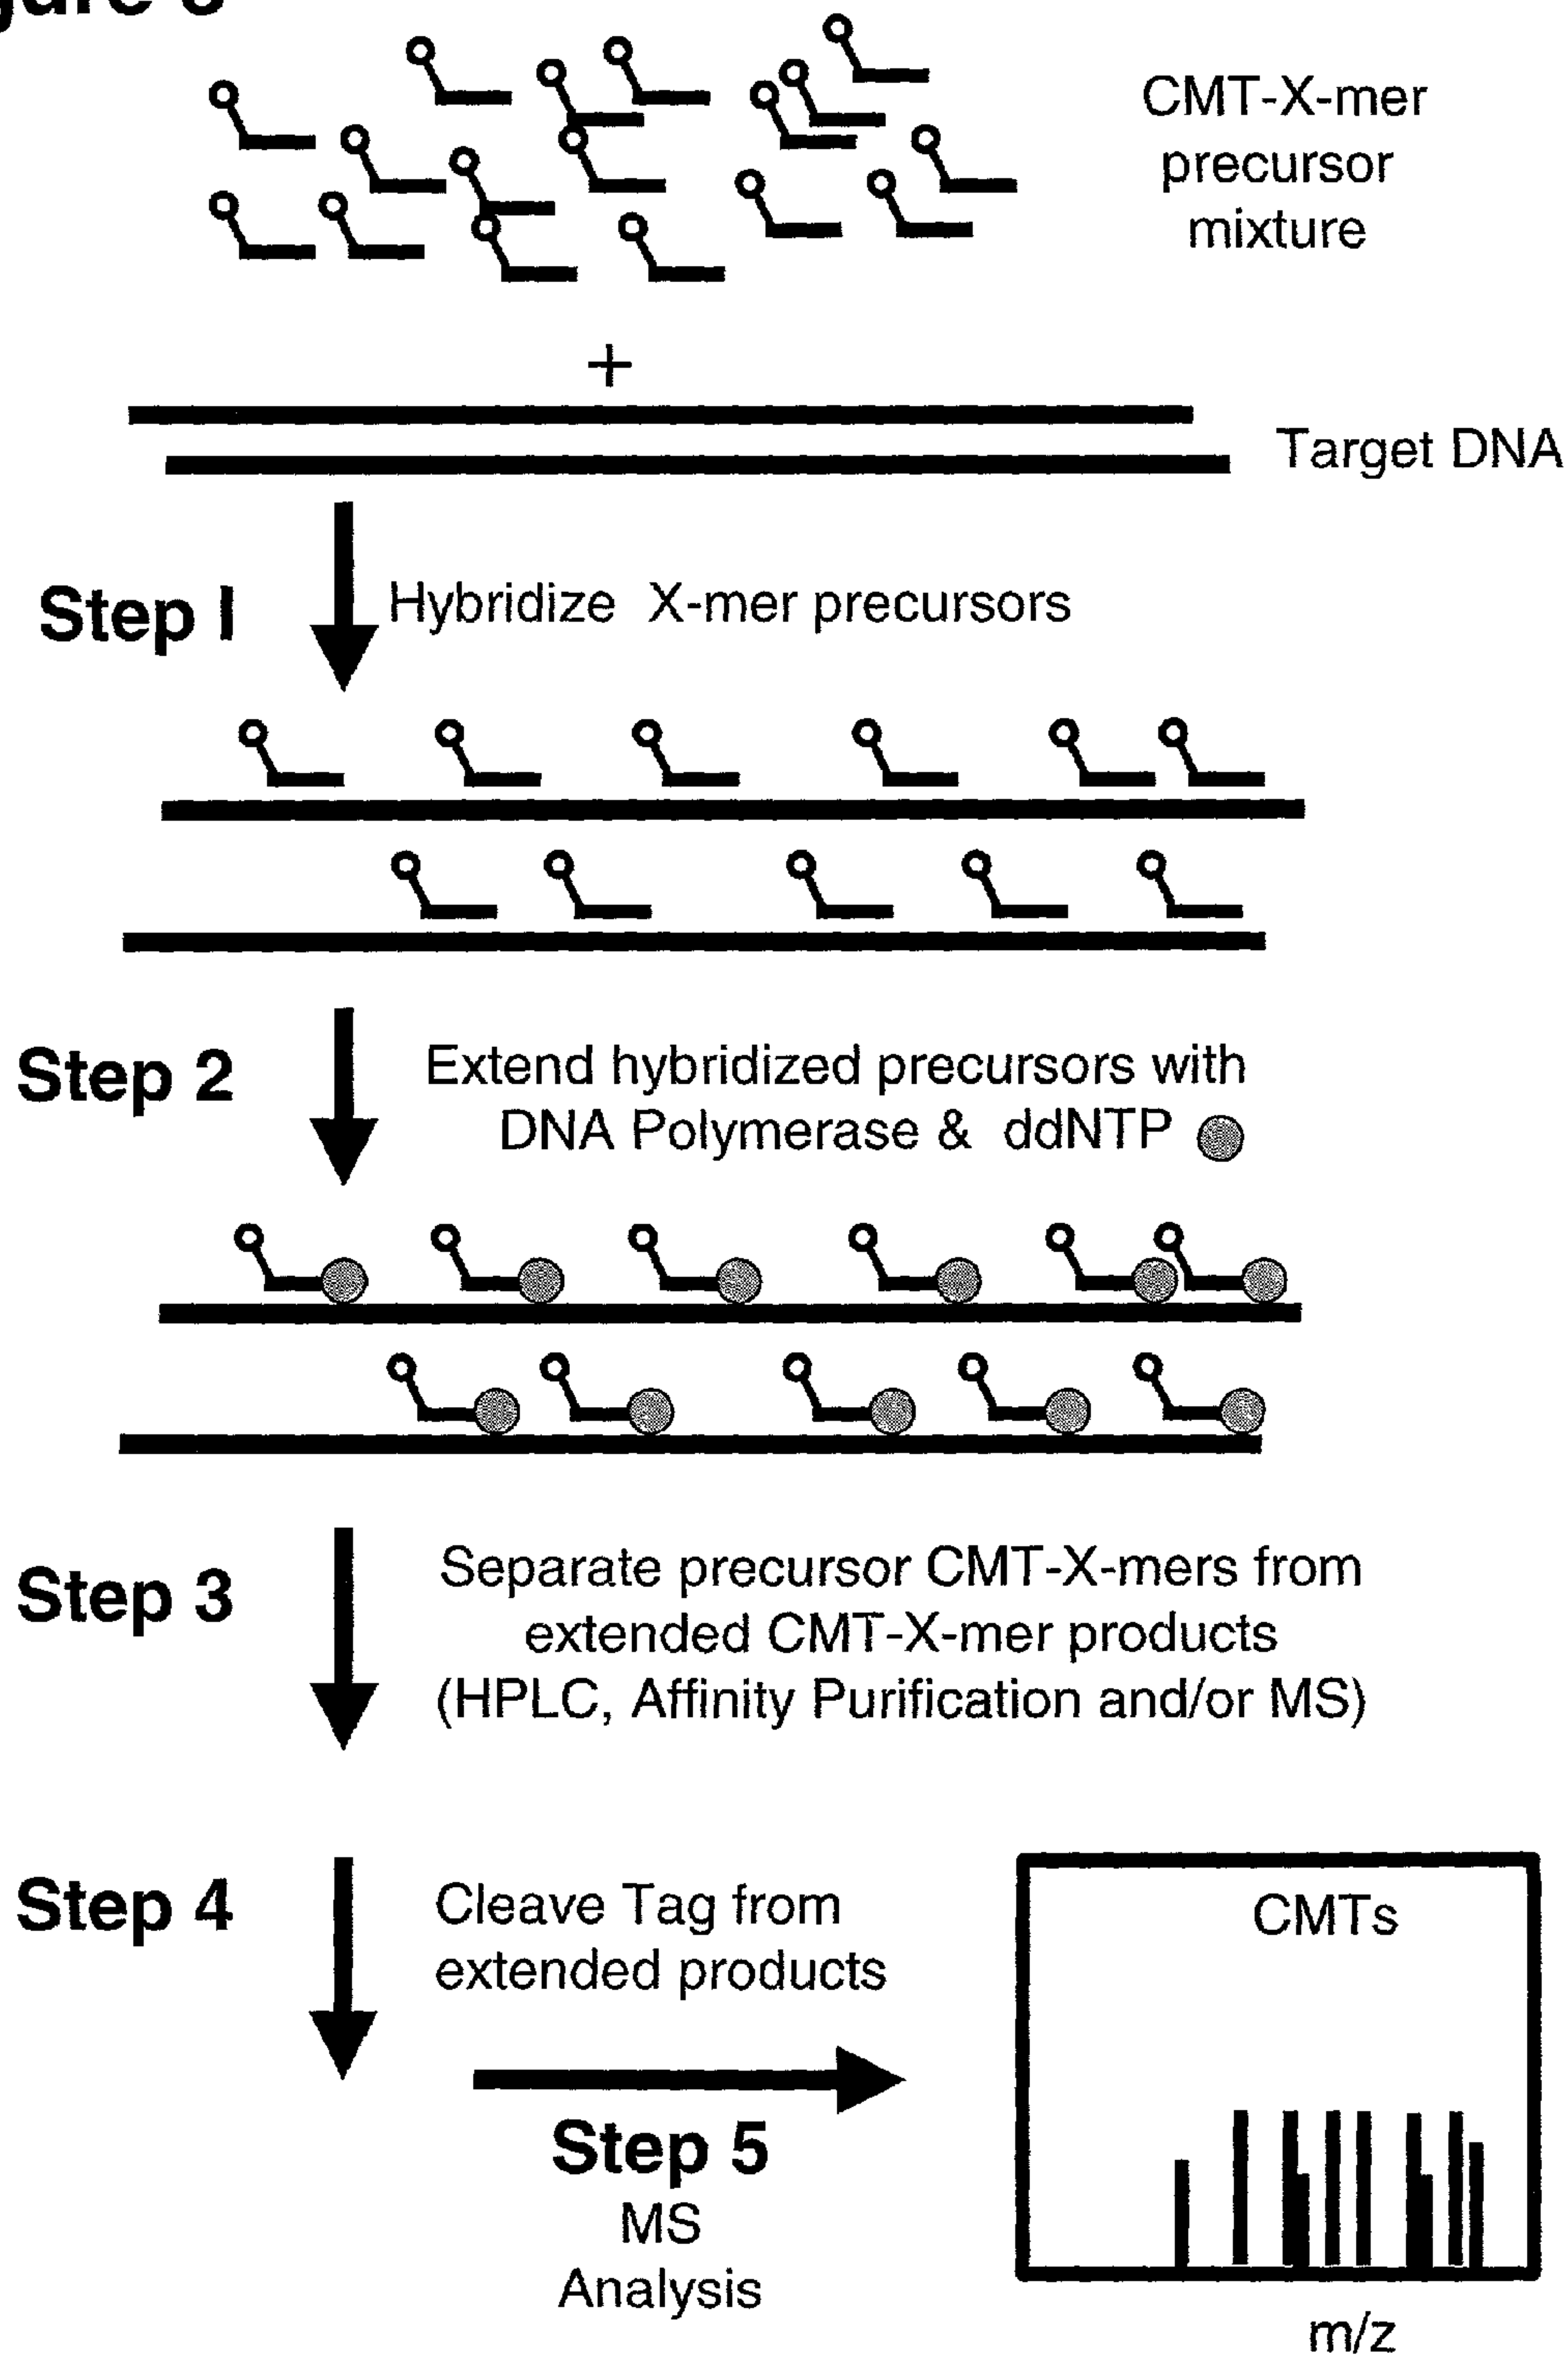 CMT-X-mer
precursor
mixture
+
Target DNA
Step I
Hybridize X-mer precursors
Step 2
Extend hybridized precursors with
DNA Polymerase & ddNTP
Step 3
Separate precursor CMT-X-mers from
extended CMT-X-mer products
(HPLC, Affinity Purification and/or MS)
Step 4
Cleave Tag from
extended products
CMTs
Step 5
MS
Analysis
m/z